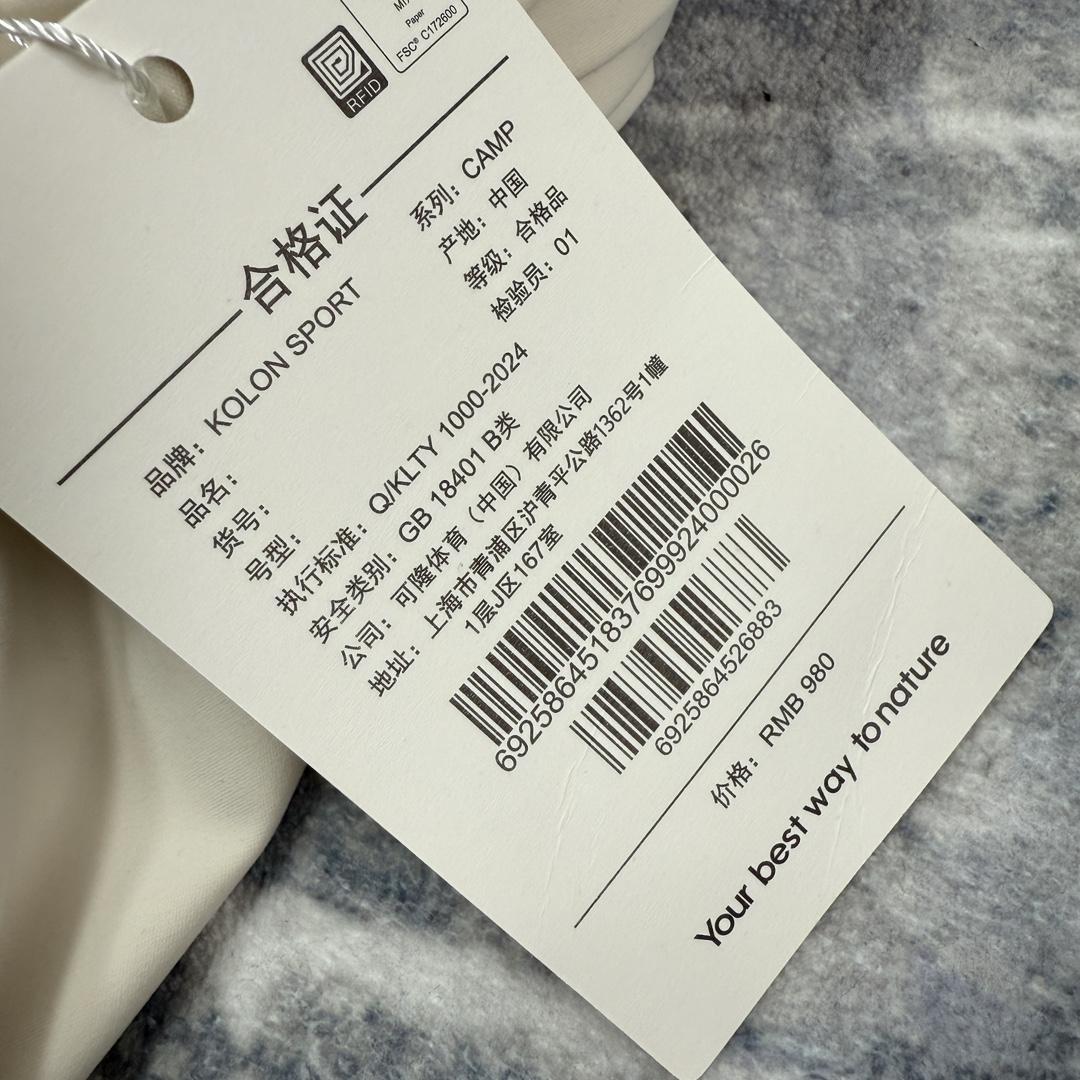 Paper
FSC® C172600
RFID
合格证
品牌：KOLON SPORT
系列：CAMP
品名：
产地：中国
货号：
等级：合格品
号型：
检验员：01
执行标准：Q/KLTY 1000-2024
安全类别：GB 18401 B类
公司：可隆体育（中国）有限公司
地址：上海市青浦区沪青平公路1362号1幢
1层J区167室
69258645183769992400026
6925864526883
价格：RMB 980
Your best way to nature